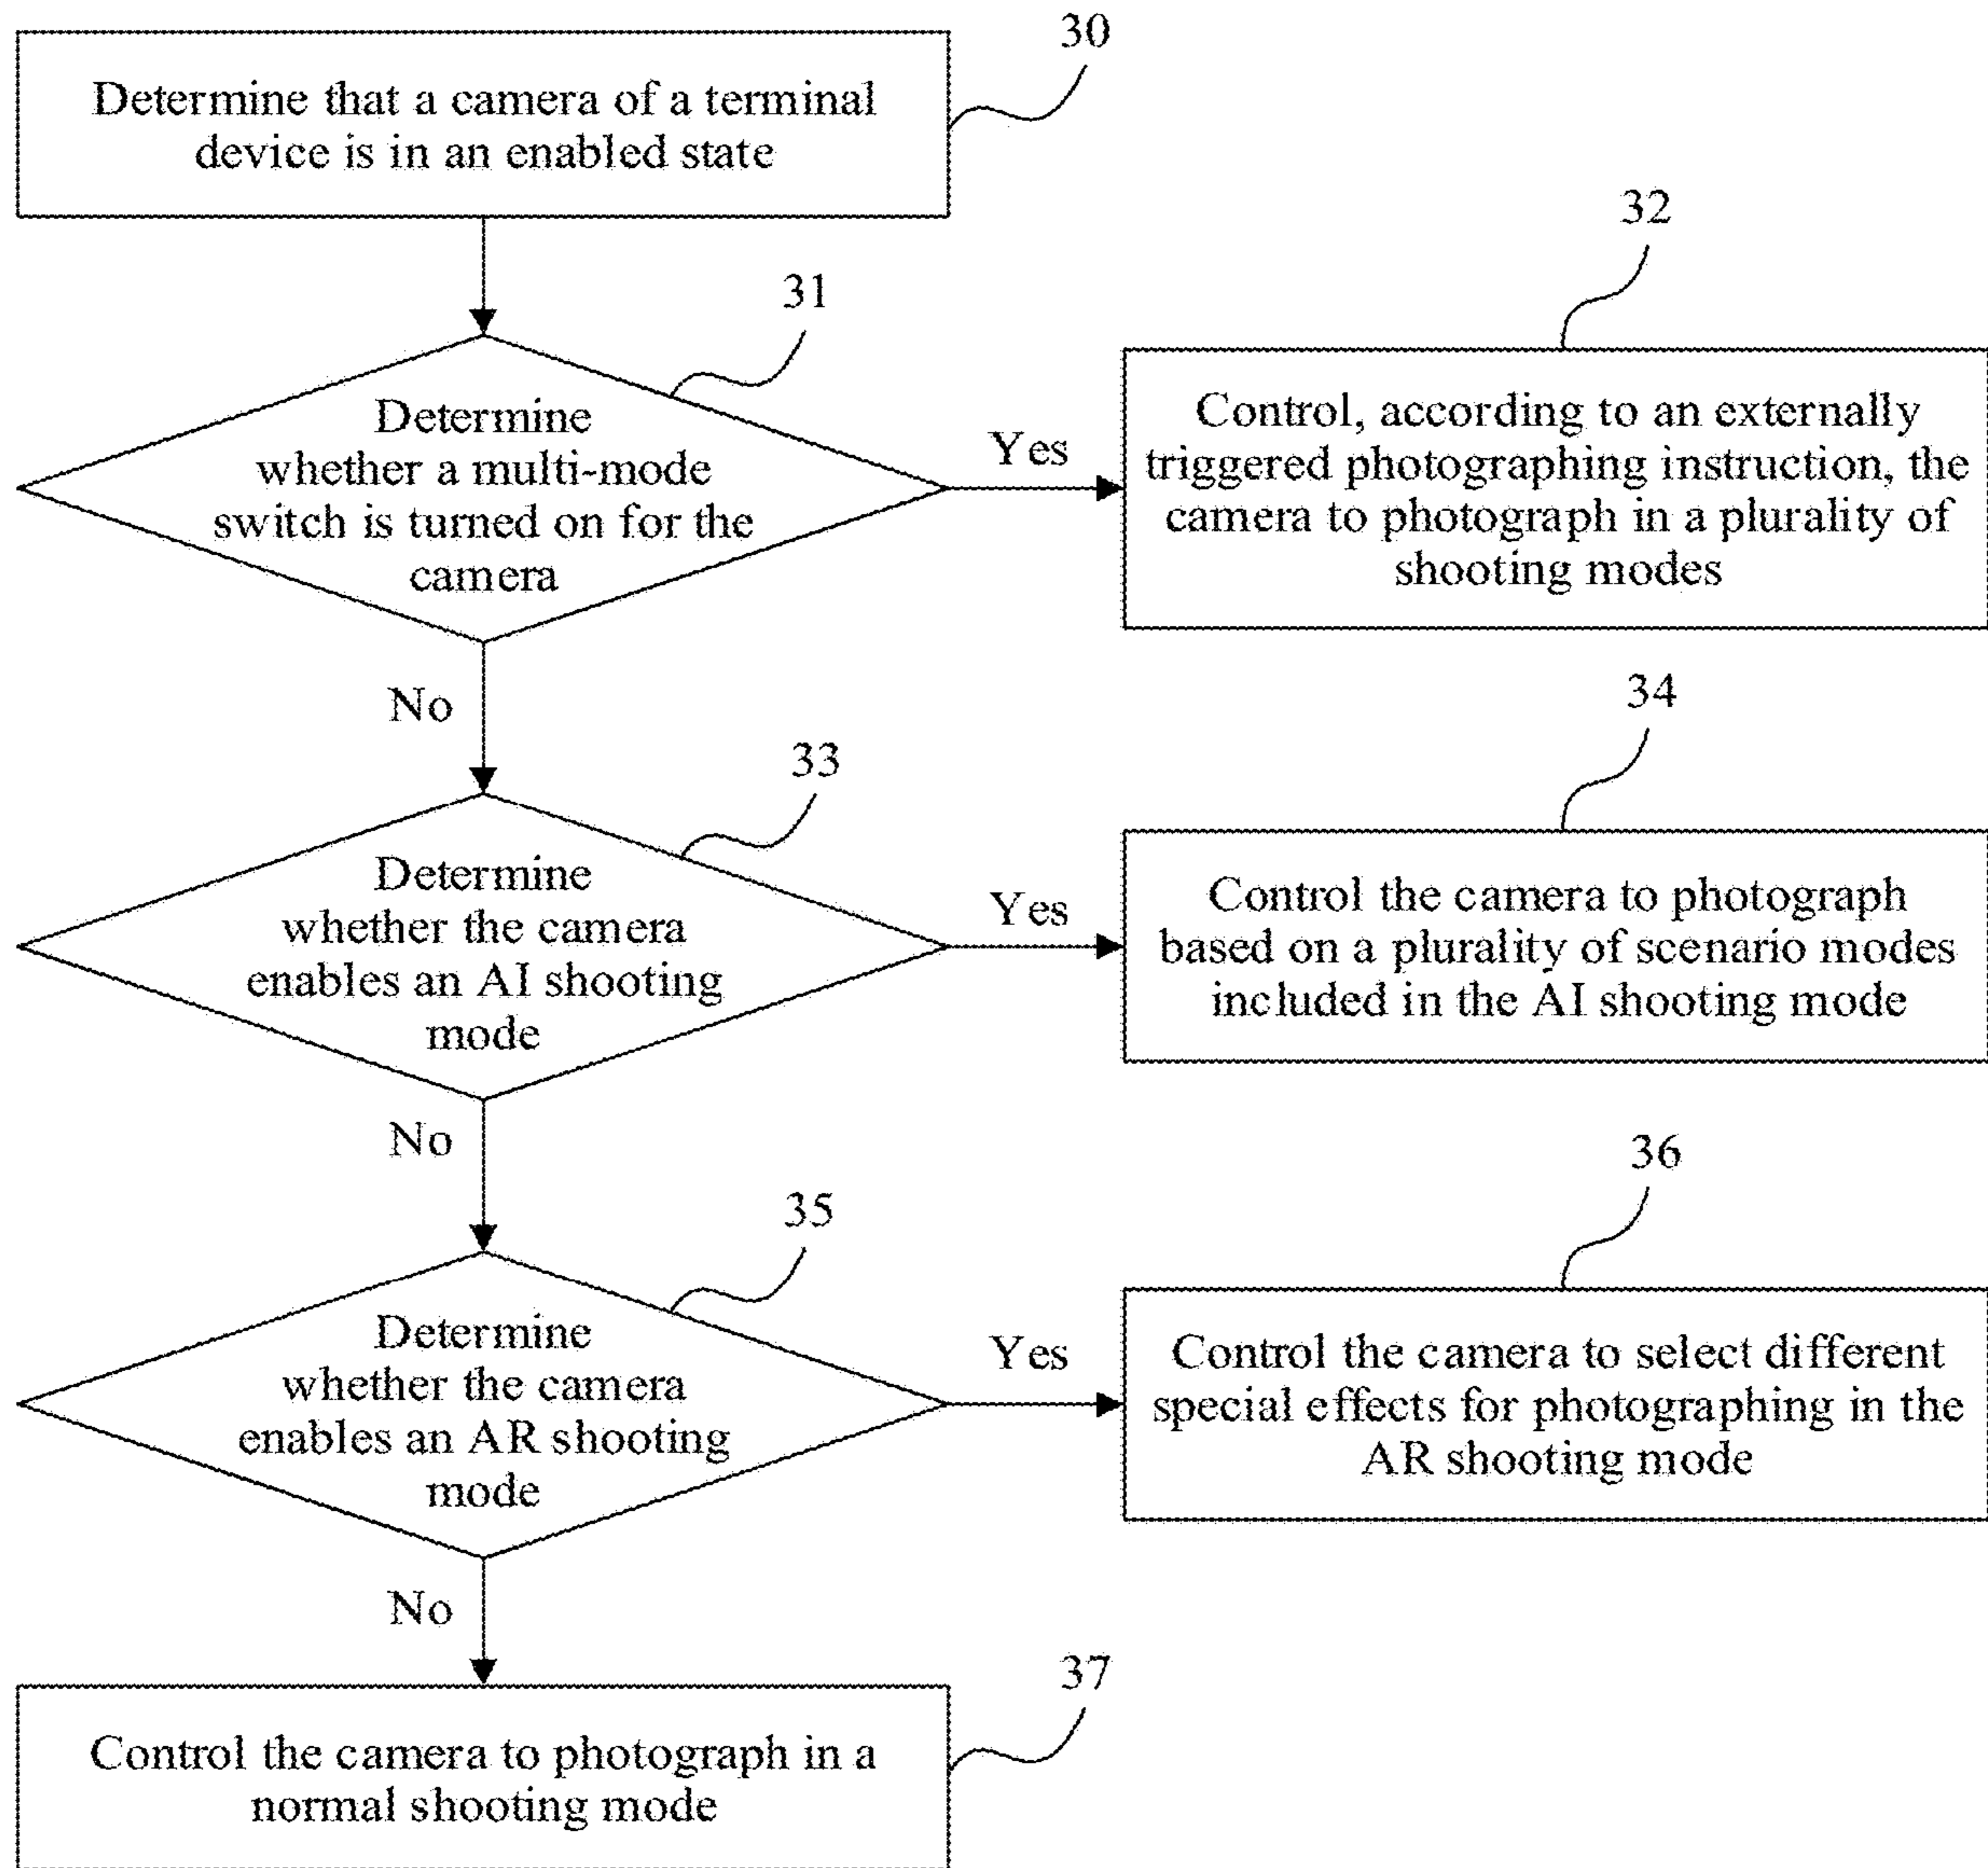 30
Determine that a camera of a terminal
device is in an enabled state
31
Determine
whether a multi-mode
switch is turned on for the
camera
Yes
32
Control, according to an externally
triggered photographing instruction, the
camera to photograph in a plurality of
shooting modes
No
33
Determine
whether the camera
enables an AI shooting
mode
Yes
34
Control the camera to photograph
based on a plurality of scenario modes
included in the AI shooting mode
No
35
Determine
whether the camera
enables an AR shooting
mode
Yes
36
Control the camera to select different
special effects for photographing in the
AR shooting mode
No
37
Control the camera to photograph in a
normal shooting mode